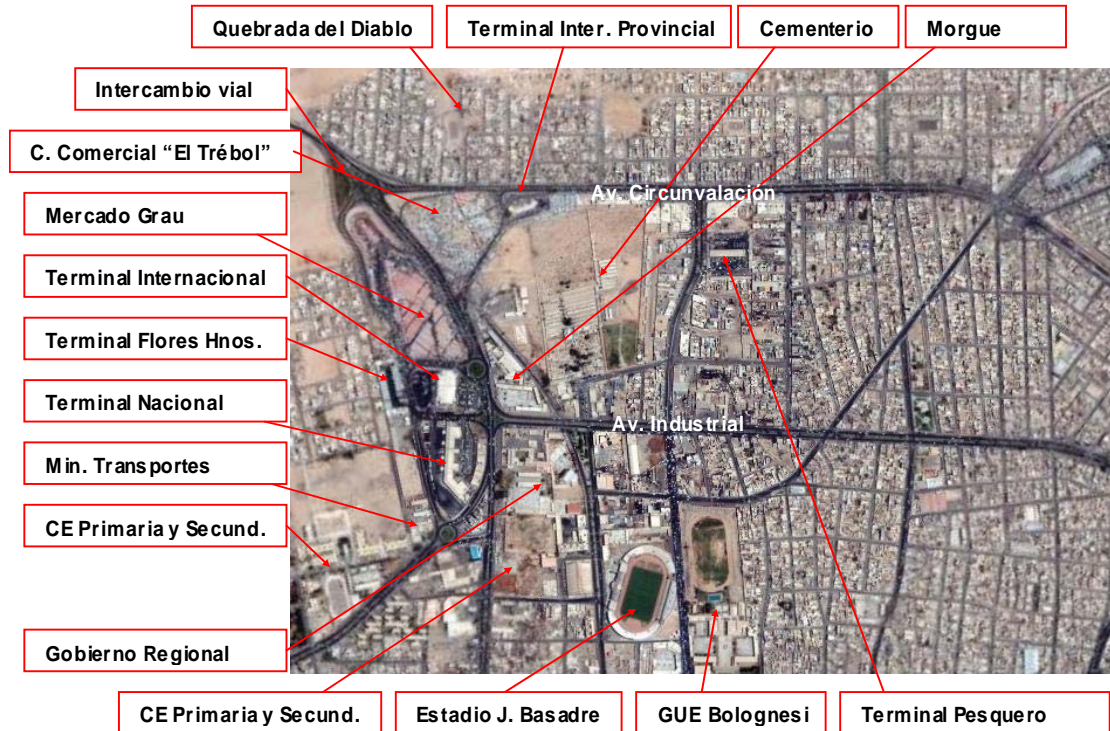 Quebrada del Diablo
Terminal Inter. Provincial
Cementerio
Morgue
Intercambio vial
C. Comercial “El Trébol”
Av. Circunvalación
Mercado Grau
Terminal Internacional
Terminal Flores Hnos.
Terminal Nacional
Av. Industrial
Min. Transportes
CE Primaria y Secund.
Gobierno Regional
CE Primaria y Secund.
Estadio J. Basadre
GUE Bolognesi
Terminal Pesquero